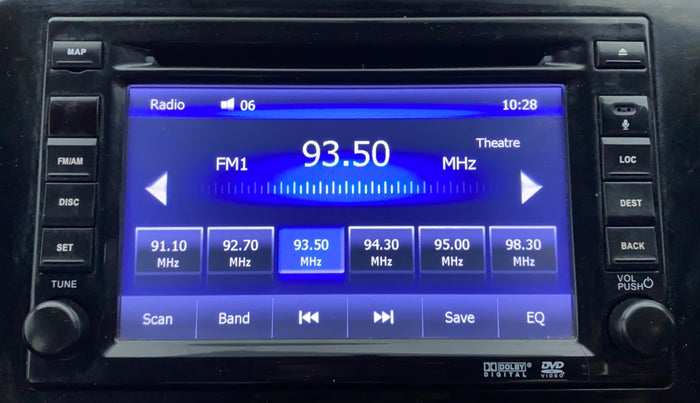 MAP
Radio 06 10:28
Theatre
FM1 93.50 MHz
FM/AM
LOC
DISC
DEST
SET
BACK
91.10 MHz
92.70 MHz
93.50 MHz
94.30 MHz
95.00 MHz
98.30 MHz
TUNE
VOL
PUSH
Scan Band Save EQ
DOLBY®
DIGITAL
DVD
VIDEO